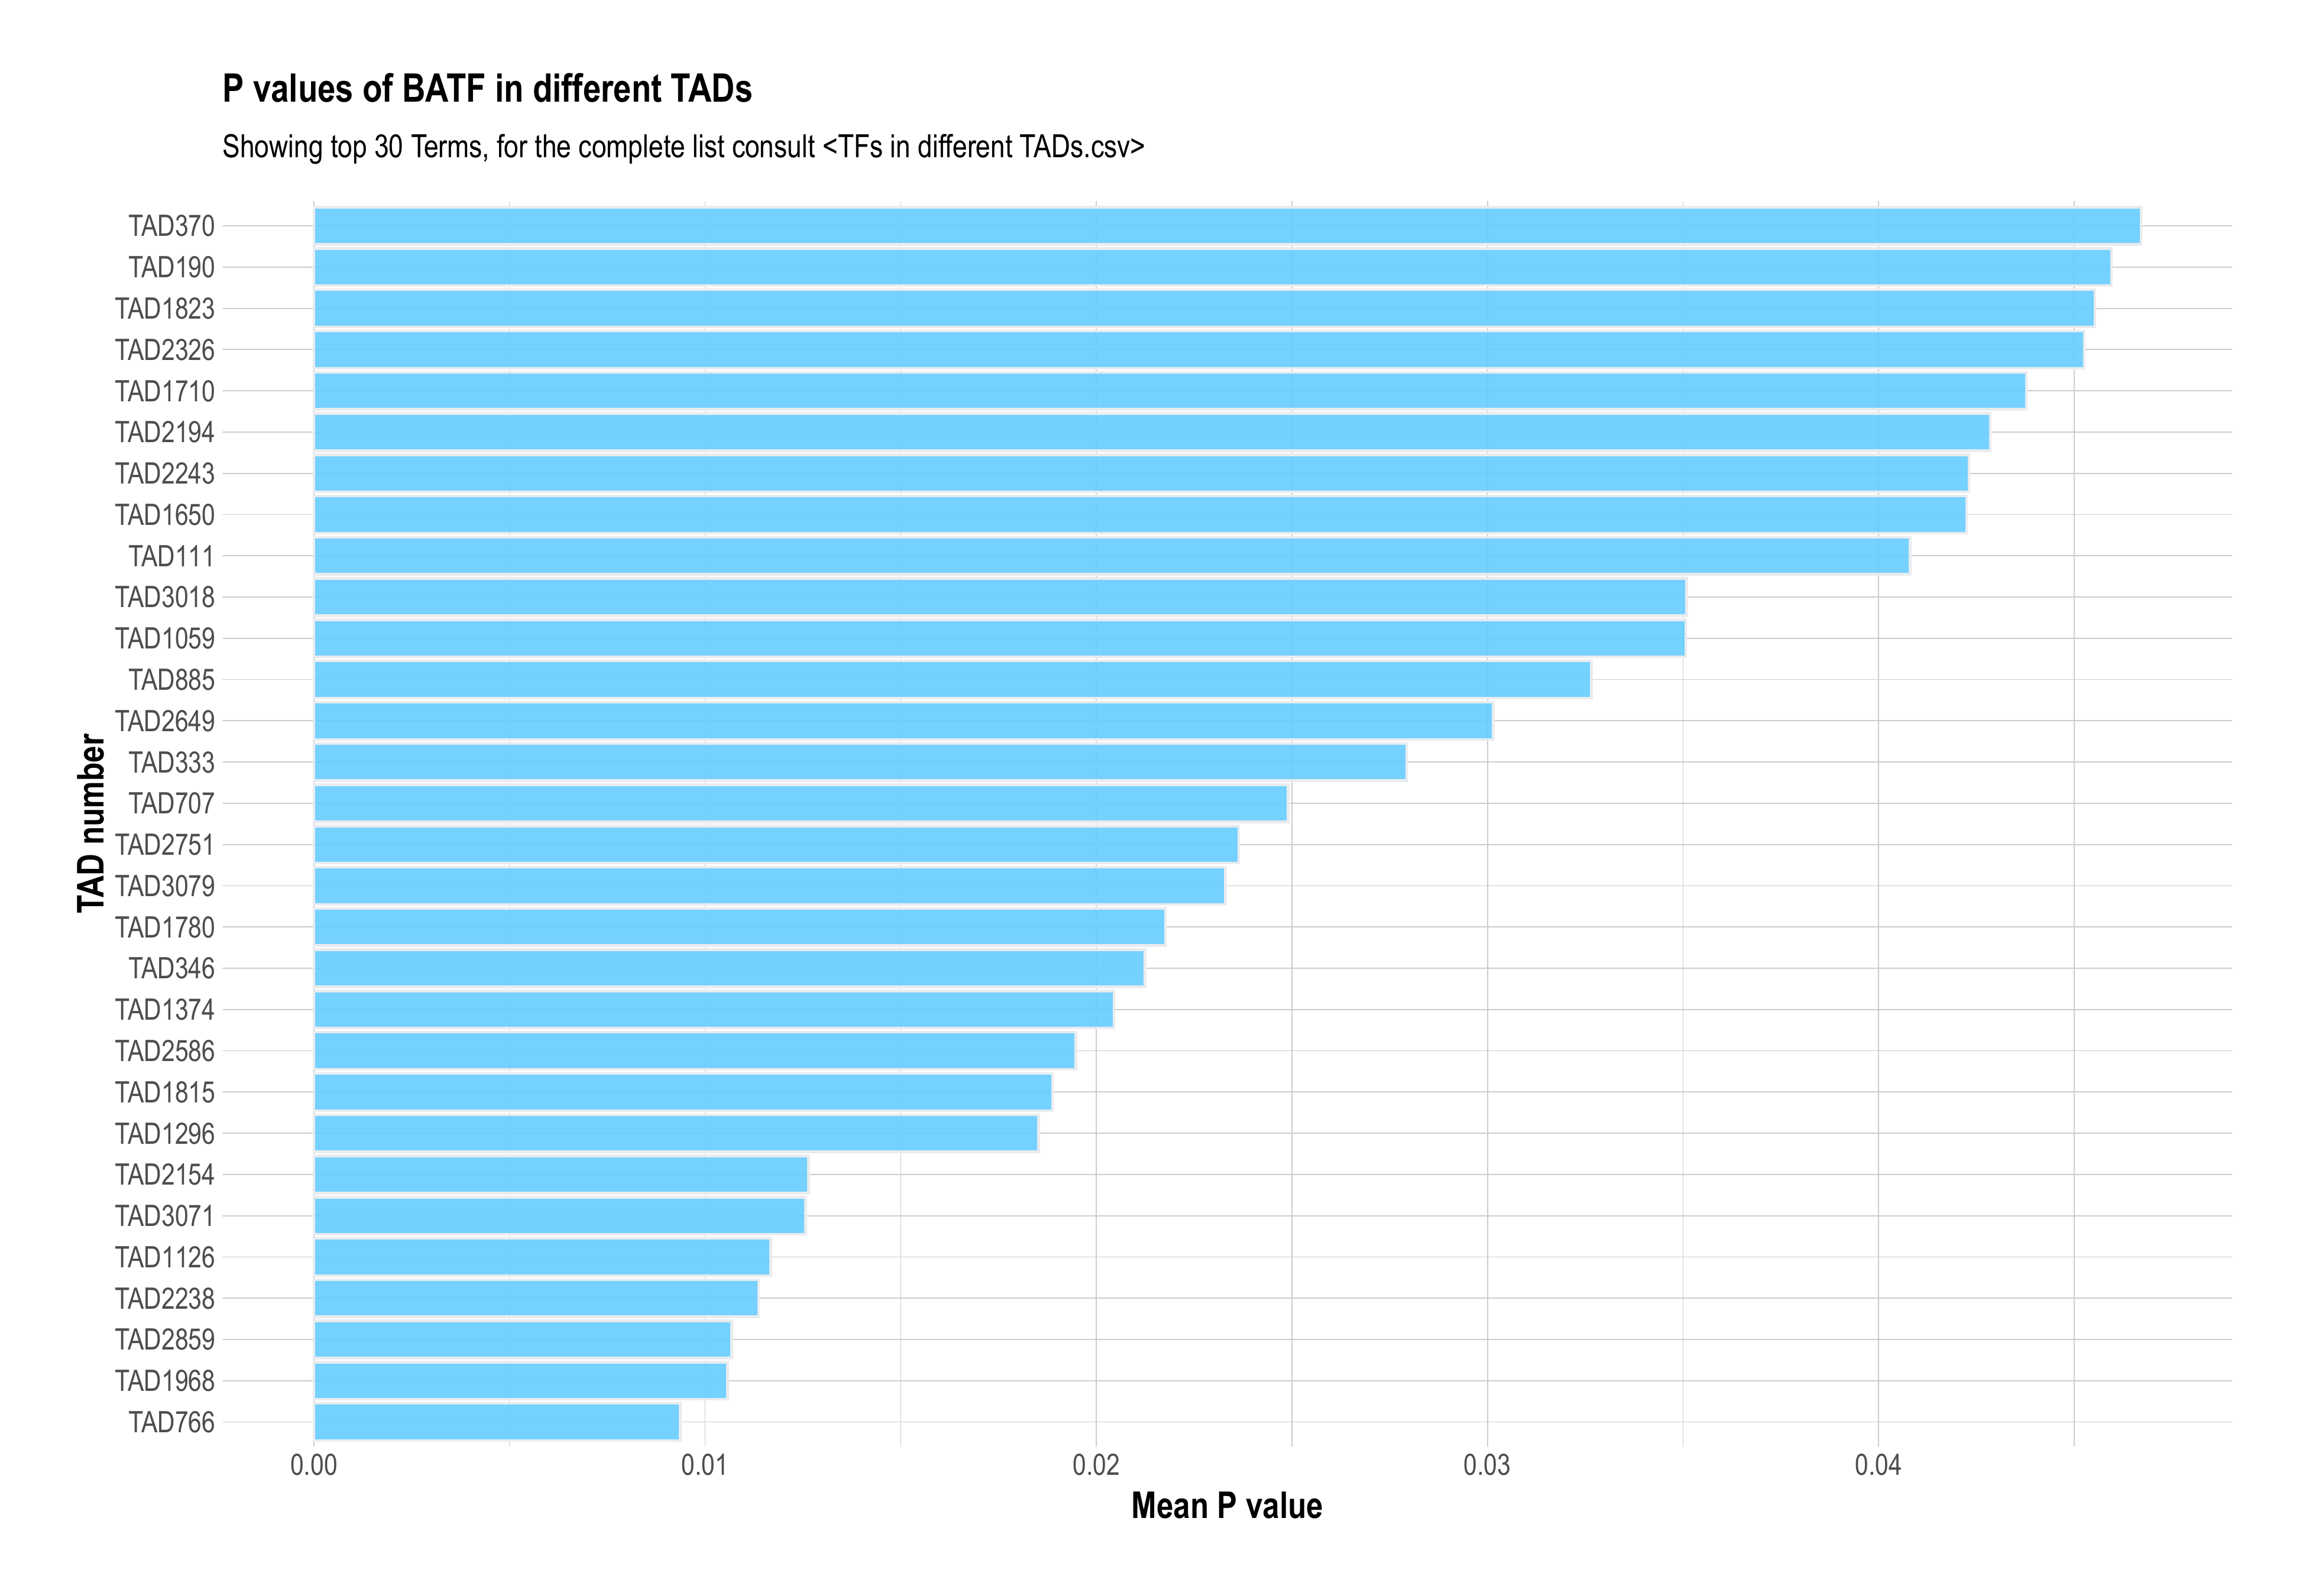 P values of BATF in different TADs
Showing top 30 Terms, for the complete list consult <TFs in different TADs.csv>
TAD370
TAD190
TAD1823
TAD2326
TAD1710
TAD2194
TAD2243
TAD1650
TAD111
TAD3018
TAD1059
TAD885
TAD2649
TAD333
TAD707
TAD2751
TAD3079
TAD1780
TAD346
TAD1374
TAD2586
TAD1815
TAD1296
TAD2154
TAD3071
TAD1126
TAD2238
TAD2859
TAD1968
TAD766
TAD number
0.00 0.01 0.02 0.03 0.04
Mean P value